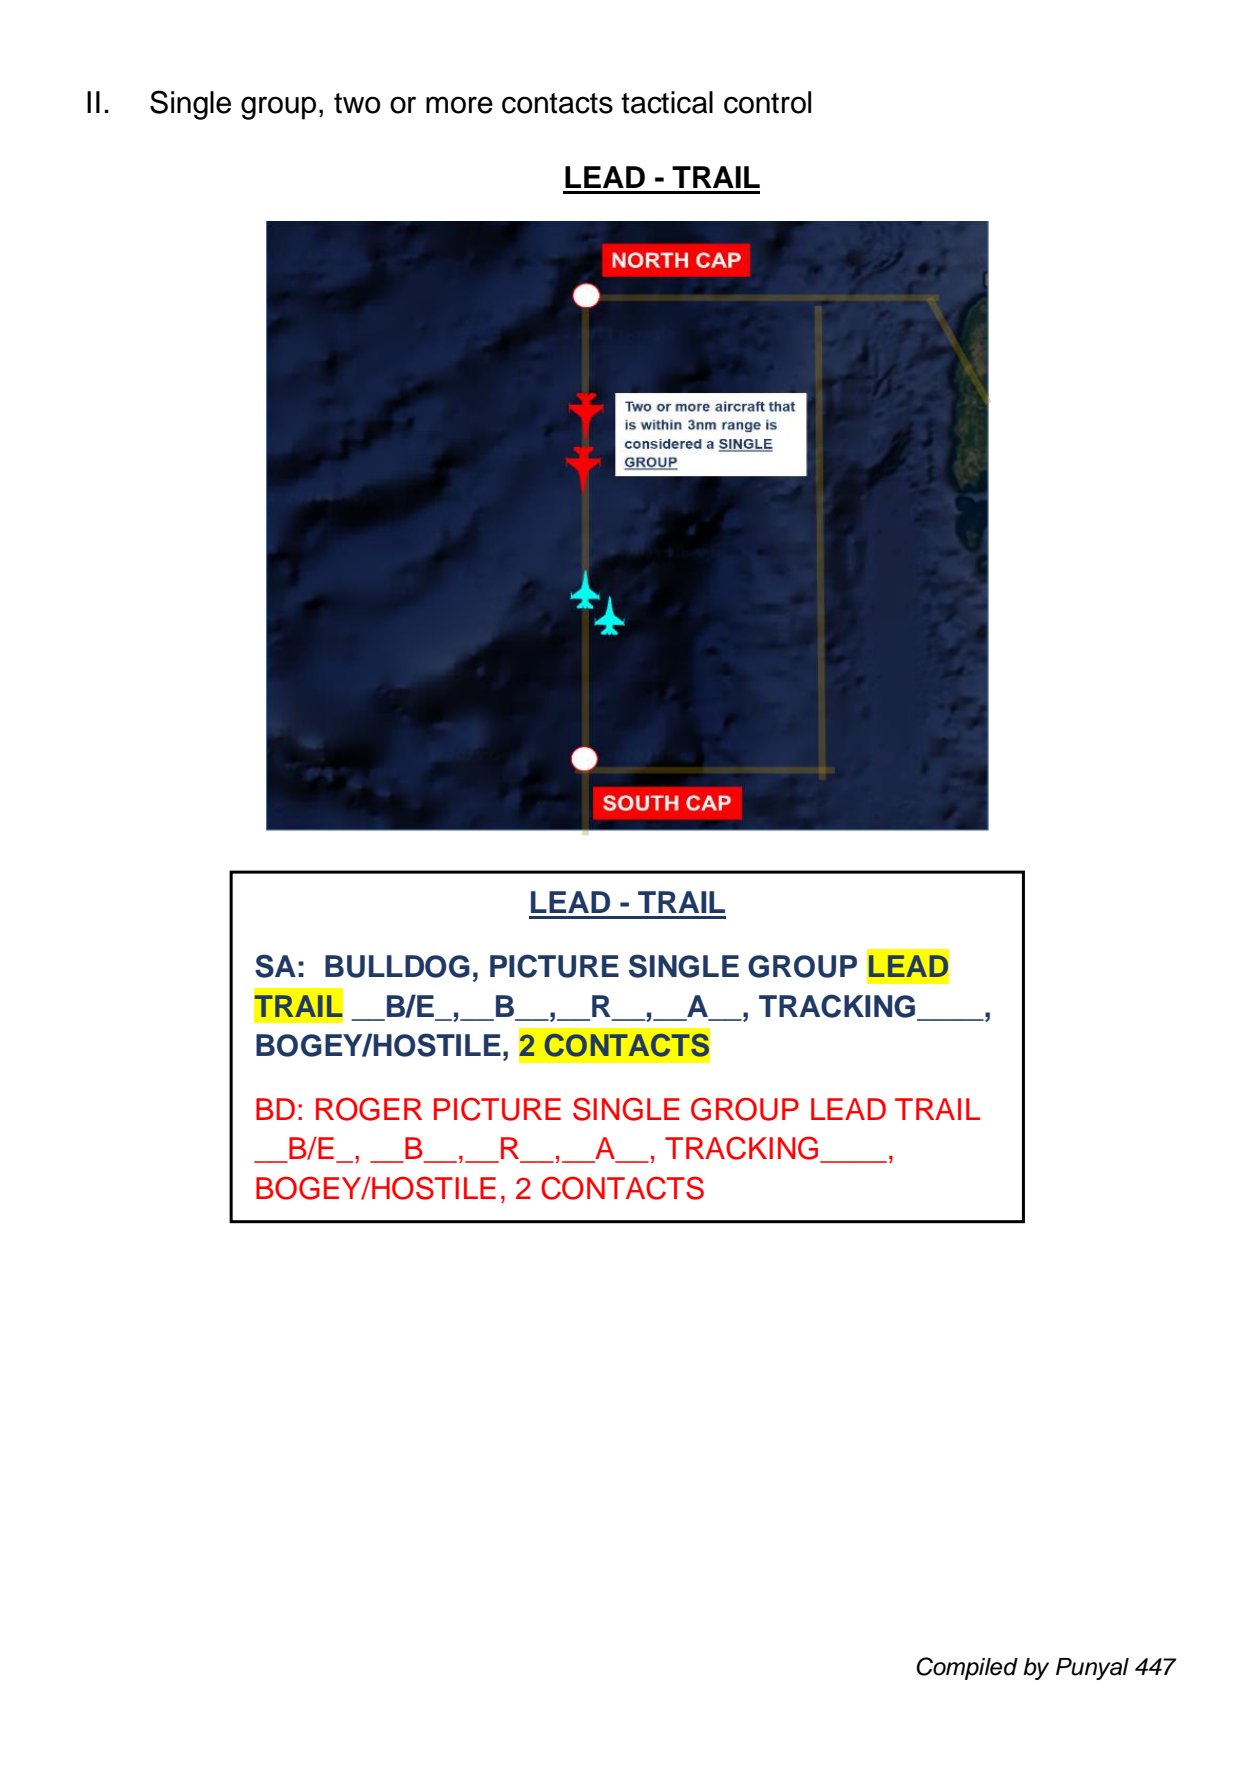 II. Single group, two or more contacts tactical control
LEAD - TRAIL
NORTH CAP
Two or more aircraft that
is within 3nm range is
considered a SINGLE
GROUP
SOUTH CAP
LEAD - TRAIL
SA: BULLDOG, PICTURE SINGLE GROUP LEAD
TRAIL __B/E_,__B__,__R__,__A__, TRACKING____,
BOGEY/HOSTILE, 2 CONTACTS
BD: ROGER PICTURE SINGLE GROUP LEAD TRAIL
__B/E_, __B__,__R__,__A__, TRACKING____,
BOGEY/HOSTILE, 2 CONTACTS
Compiled by Punyal 447